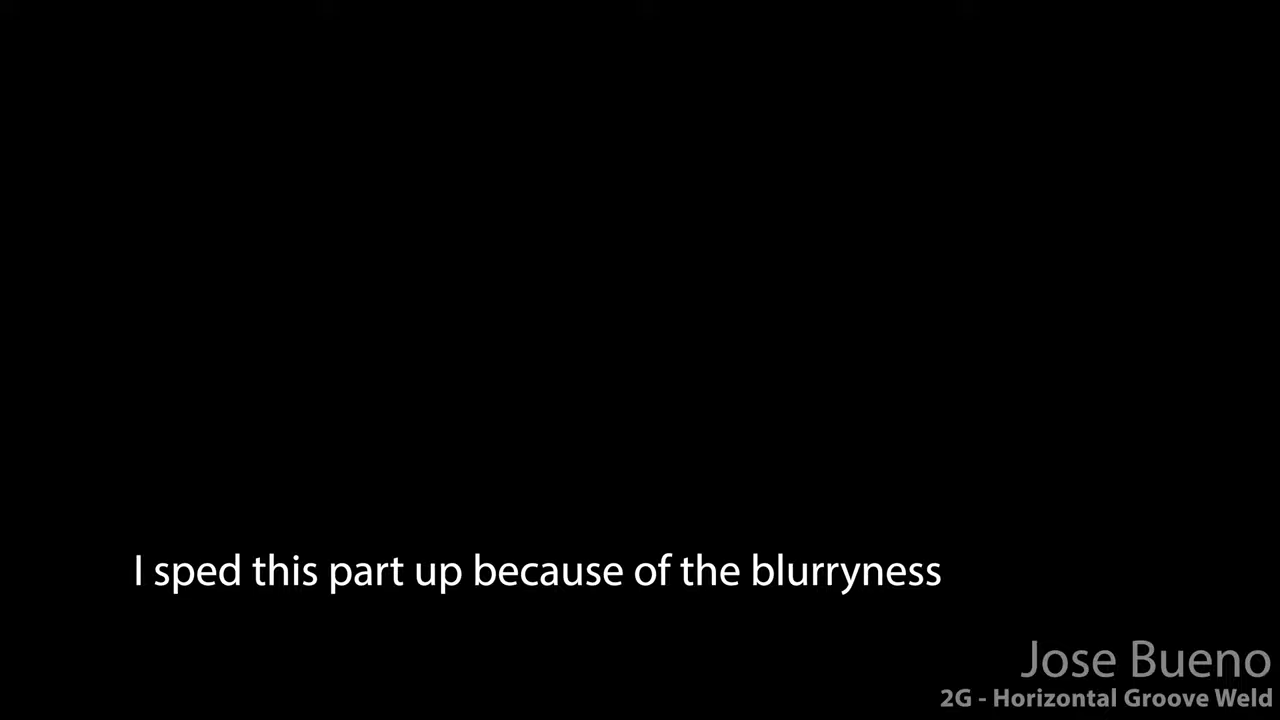 I sped this part up because of the blurryness
Jose Bueno
2G - Horizontal Groove Weld